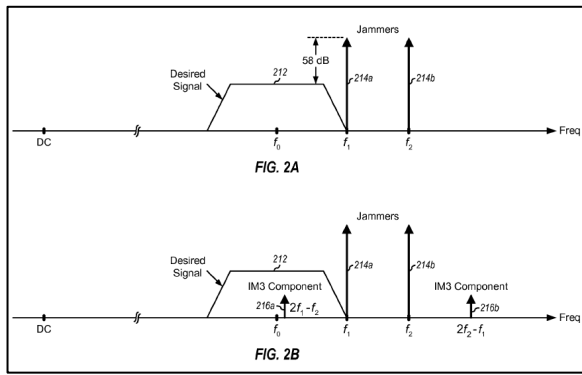 Jammers
58 dB
212
214a
214b
Desired
Signal
DC
f₀
f₁
f₂
Freq
FIG. 2A
Jammers
212
214a
214b
Desired
Signal
IM3 Component
IM3 Component
216a
2f₁-f₂
216b
DC
f₀
f₁
f₂
2f₂-f₁
Freq
FIG. 2B